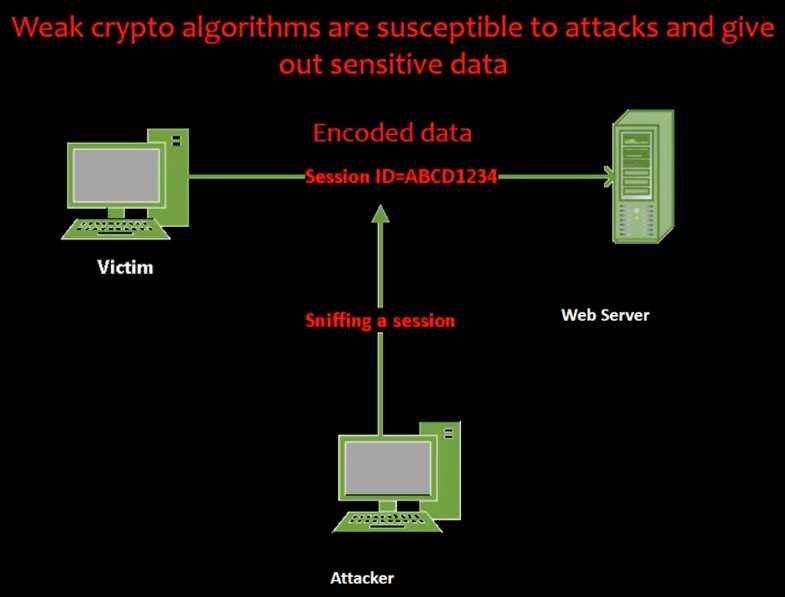 Weak crypto algorithms are susceptible to attacks and give
out sensitive data
Encoded data
Session ID=ABCD1234
Victim
Sniffing a session
Web Server
Attacker